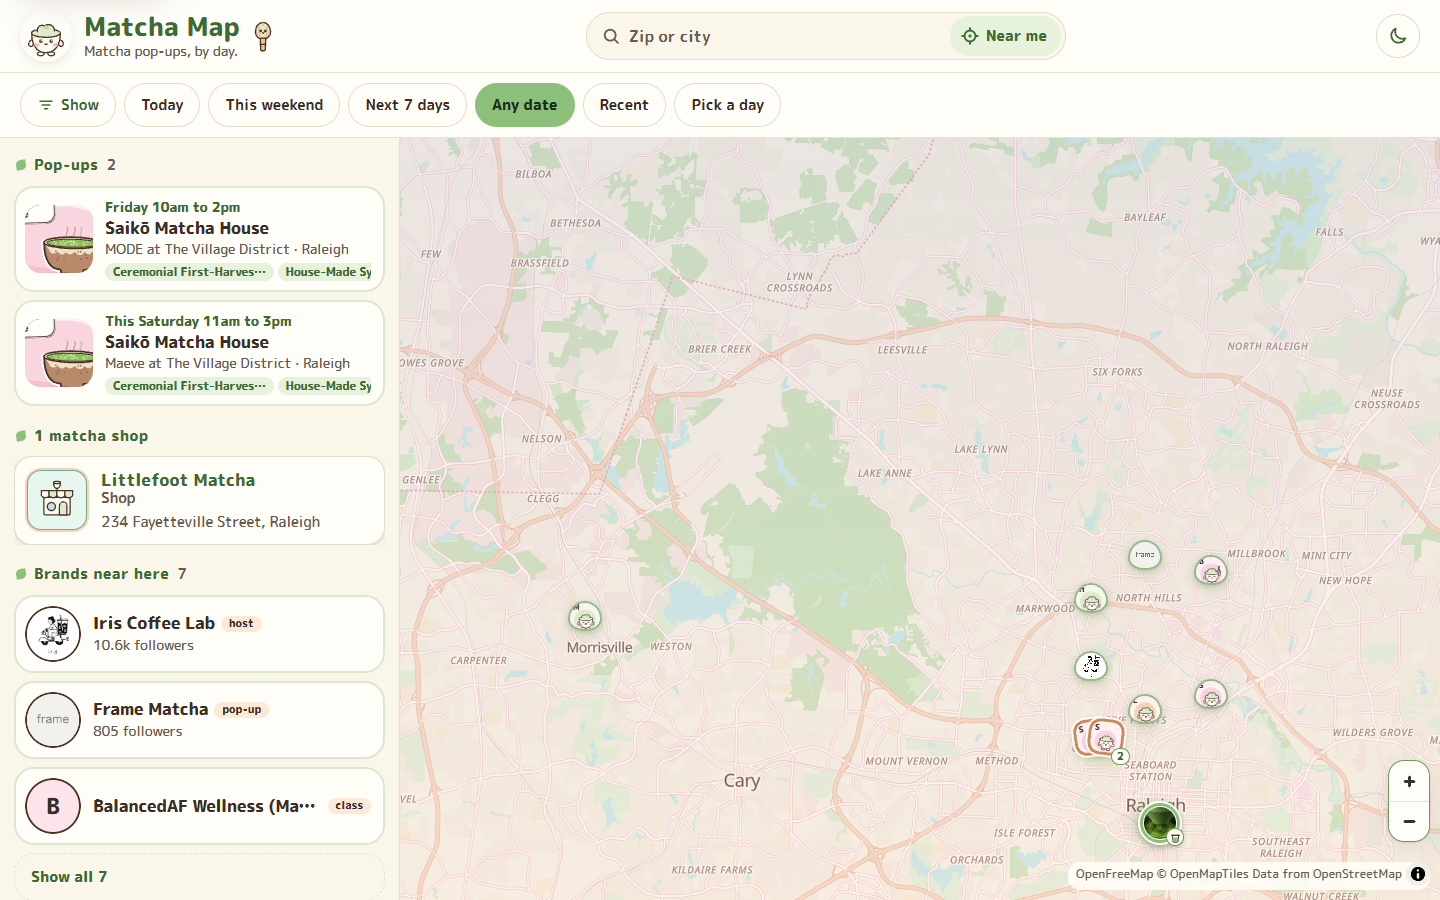 Matcha Map
Matcha pop-ups, by day.
Zip or city
Near me
Show
Today
This weekend
Next 7 days
Any date
Recent
Pick a day
Pop-ups 2
Friday 10am to 2pm
Saikō Matcha House
MODE at The Village District · Raleigh
Ceremonial First-Harves···
House-Made Sy
This Saturday 11am to 3pm
Saikō Matcha House
Maeve at The Village District · Raleigh
Ceremonial First-Harves···
House-Made Sy
1 matcha shop
Littlefoot Matcha
Shop
234 Fayetteville Street, Raleigh
Brands near here 7
Iris Coffee Lab host
10.6k followers
frame
Frame Matcha pop-up
805 followers
B
BalancedAF Wellness (Ma··· class
Show all 7
BILBOA
BETHESDA
FEW
BRASSFIELD
LYNN
CROSSROADS
BAYLEAF
FALLS
WYA
OWES GROVE
BRIER CREEK
LEESVILLE
NORTH RALEIGH
SIX FORKS
NEUSE
CROSSROADS
NELSON
LAKE LYNN
GENLEE
LAKE ANNE
CLEGG
frame
MILLBROOK
MINI CITY
NEW HOPE
MARKWOOD
NORTH HILLS
Morrisville
WESTON
CARPENTER
S
S
2
WILDERS GROVE
MOUNT VERNON
METHOD
SEABOARD
STATION
Cary
VEL
Raleigh
ISLE FOREST
SOUTHEAST
RALEIGH
ORCHARDS
KILDAIRE FARMS
WALNUT CREEK
+
−
OpenFreeMap © OpenMapTiles Data from OpenStreetMap